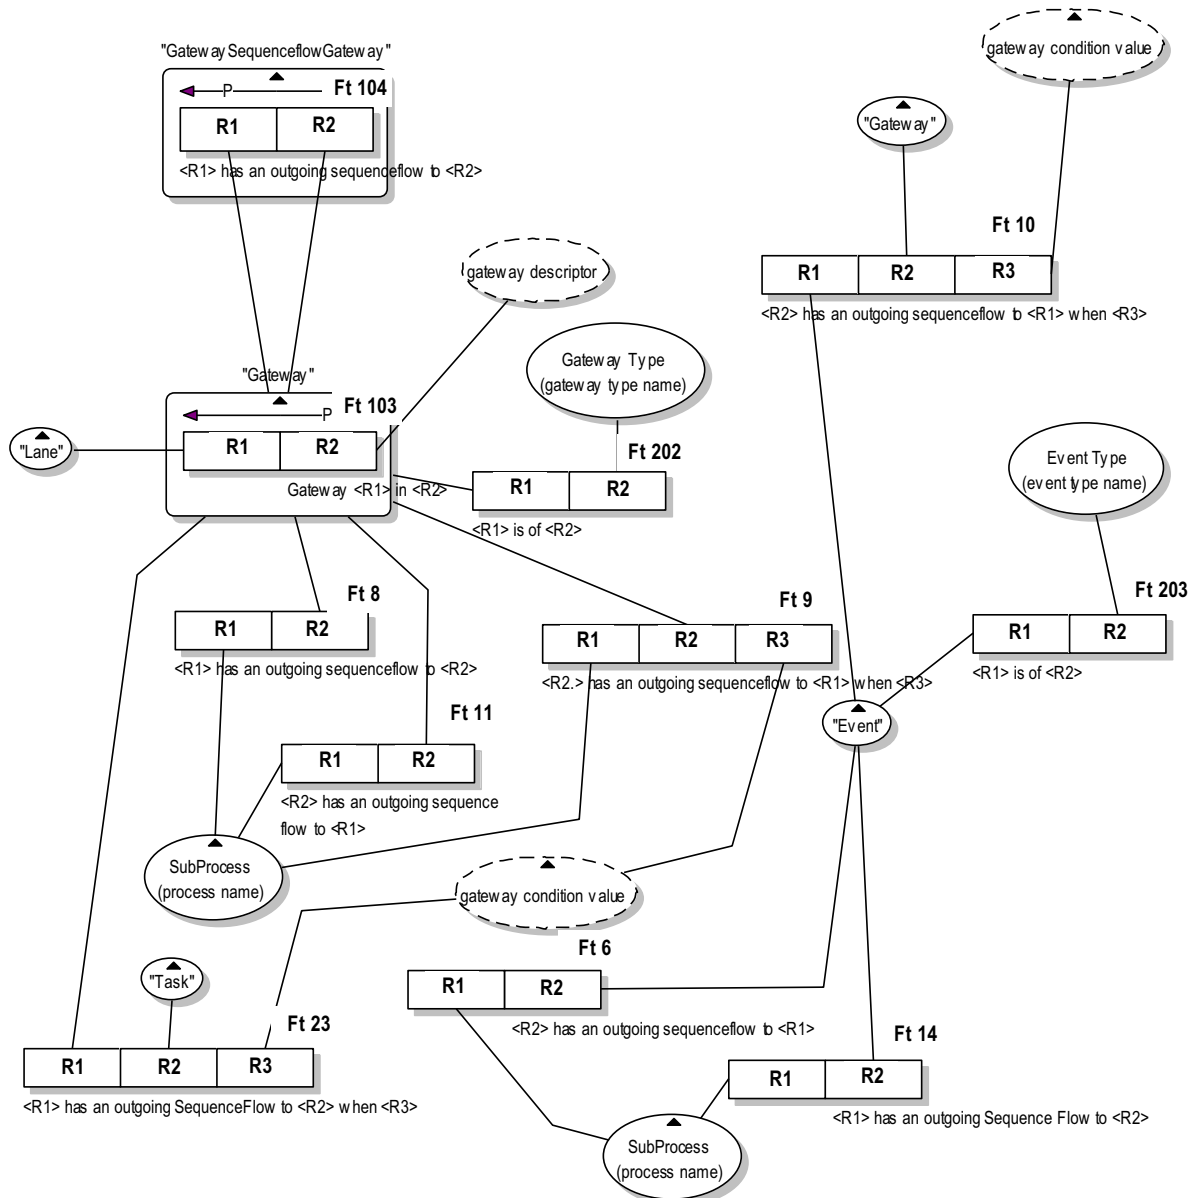 gateway condition value
"GatewaySequenceflowGateway"
P
Ft 104
R1
R2
<R1> has an outgoing sequenceflow to <R2>
"Gateway"
Ft 10
R1
R2
R3
<R2> has an outgoing sequenceflow to <R1> when <R3>
gateway descriptor
Gateway Type
(gateway type name)
"Gateway"
P
Ft 103
"Lane"
R1
R2
Gateway <R1> in <R2>
Ft 202
R1
R2
<R1> is of <R2>
Event Type
(event type name)
Ft 203
R1
R2
<R1> is of <R2>
Ft 8
R1
R2
<R1> has an outgoing sequenceflow to <R2>
Ft 9
R1
R2
R3
<R2.> has an outgoing sequenceflow to <R1> when <R3>
Ft 11
R1
R2
<R2> has an outgoing sequence
flow to <R1>
"Event"
SubProcess
(process name)
gateway condition value
Ft 6
R1
R2
<R2> has an outgoing sequenceflow to <R1>
"Task"
Ft 23
R1
R2
R3
<R1> has an outgoing SequenceFlow to <R2> when <R3>
Ft 14
R1
R2
<R1> has an outgoing Sequence Flow to <R2>
SubProcess
(process name)